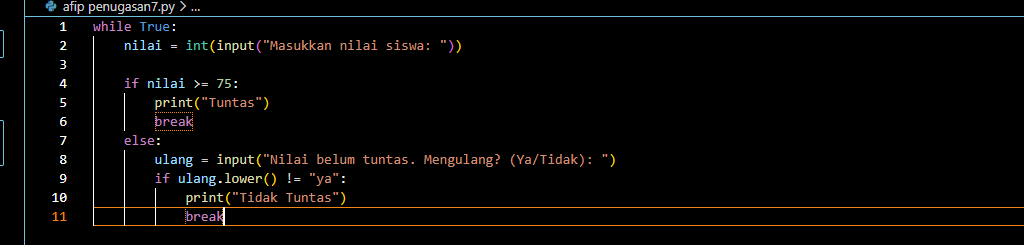 afip penugasan7.py > ...
1 while True:
2     nilai = int(input("Masukkan nilai siswa: "))
3
4     if nilai >= 75:
5         print("Tuntas")
6         break
7     else:
8         ulang = input("Nilai belum tuntas. Mengulang? (Ya/Tidak): ")
9         if ulang.lower() != "ya":
10             print("Tidak Tuntas")
11             break